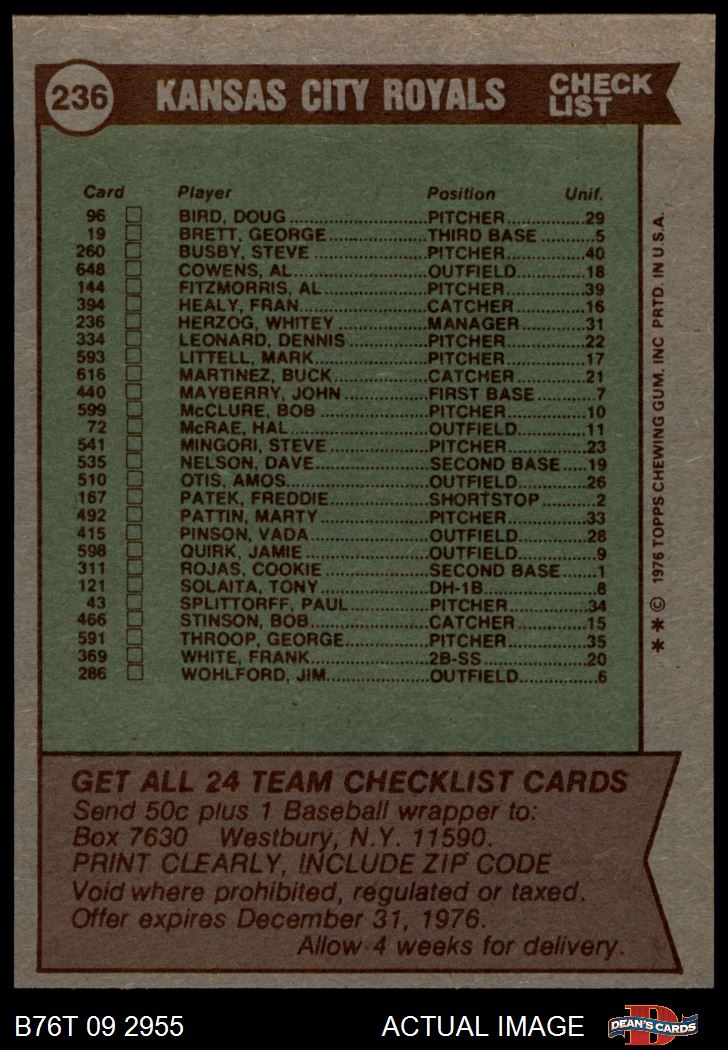 236 KANSAS CITY ROYALS CHECK LIST
Card Player Position Unif.
96 BIRD, DOUG PITCHER 29
19 BRETT, GEORGE THIRD BASE 5
260 BUSBY, STEVE PITCHER 40
648 COWENS, AL OUTFIELD 18
144 FITZMORRIS, AL PITCHER 39
394 HEALY, FRAN CATCHER 16
236 HERZOG, WHITEY MANAGER 31
334 LEONARD, DENNIS PITCHER 22
593 LITTELL, MARK PITCHER 17
616 MARTINEZ, BUCK CATCHER 21
440 MAYBERRY, JOHN FIRST BASE 7
599 McCLURE, BOB PITCHER 10
72 McRAE, HAL OUTFIELD 11
541 MINGORI, STEVE PITCHER 23
535 NELSON, DAVE SECOND BASE 19
510 OTIS, AMOS OUTFIELD 26
167 PATEK, FREDDIE SHORTSTOP 2
492 PATTIN, MARTY PITCHER 33
415 PINSON, VADA OUTFIELD 28
598 QUIRK, JAMIE OUTFIELD 9
311 ROJAS, COOKIE SECOND BASE 1
121 SOLAITA, TONY DH-1B 8
43 SPLITTORFF, PAUL PITCHER 34
466 STINSON, BOB CATCHER 15
591 THROOP, GEORGE PITCHER 35
369 WHITE, FRANK 2B-SS 20
286 WOHLFORD, JIM OUTFIELD 6
**© 1976 TOPPS CHEWING GUM, INC PRTD. IN U.S.A.
GET ALL 24 TEAM CHECKLIST CARDS
Send 50c plus 1 Baseball wrapper to:
Box 7630 Westbury, N.Y. 11590.
PRINT CLEARLY, INCLUDE ZIP CODE
Void where prohibited, regulated or taxed.
Offer expires December 31, 1976.
Allow 4 weeks for delivery.
B76T 09 2955 ACTUAL IMAGE D DEAN'S CARDS